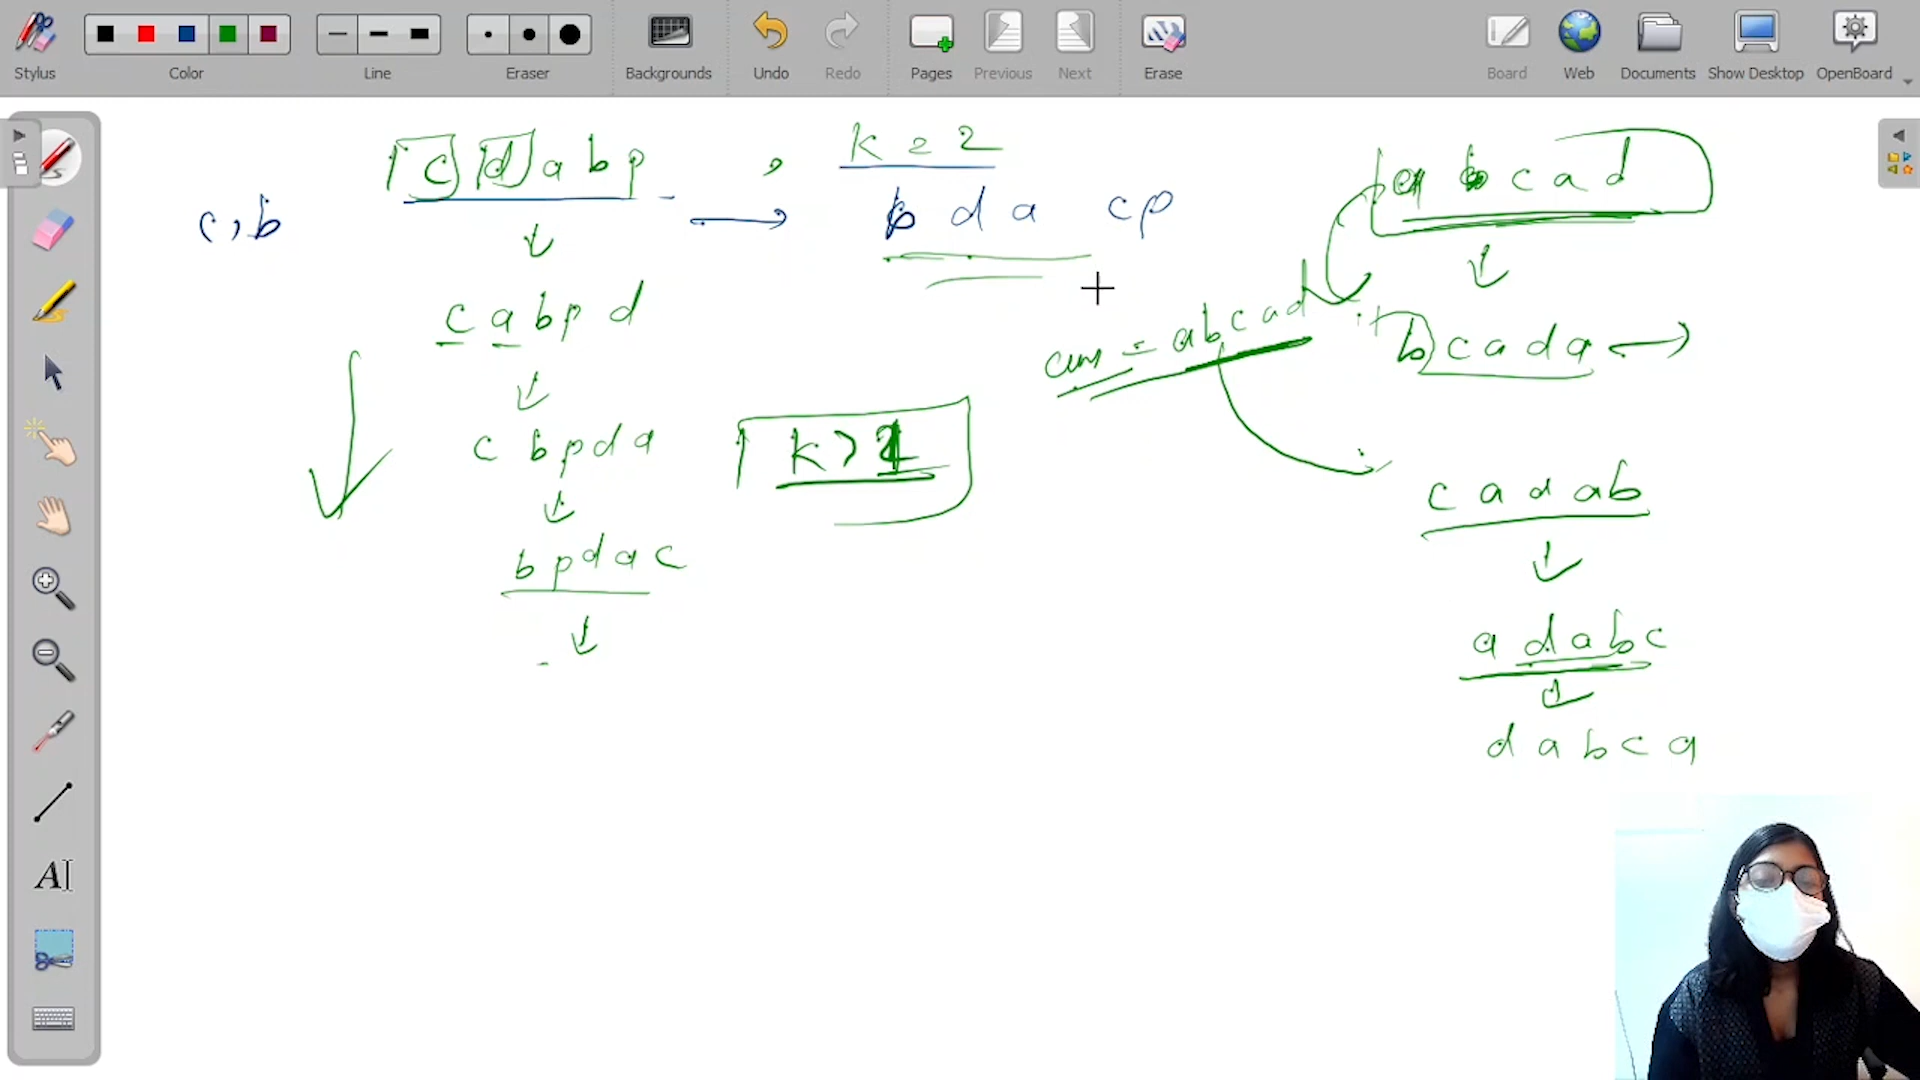 Stylus
Color
Line
Eraser
Backgrounds
Undo
Redo
Pages
Previous
Next
Erase
Board
Web
Documents
Show Desktop
OpenBoard
c d a b p , k = 2
c, b
b d a c p
c a b p d
c b p d a
b p d a c
k > 1
a b c a d
= a b c a d
b c a d a
c a d a b
a d a b c
d a b c a